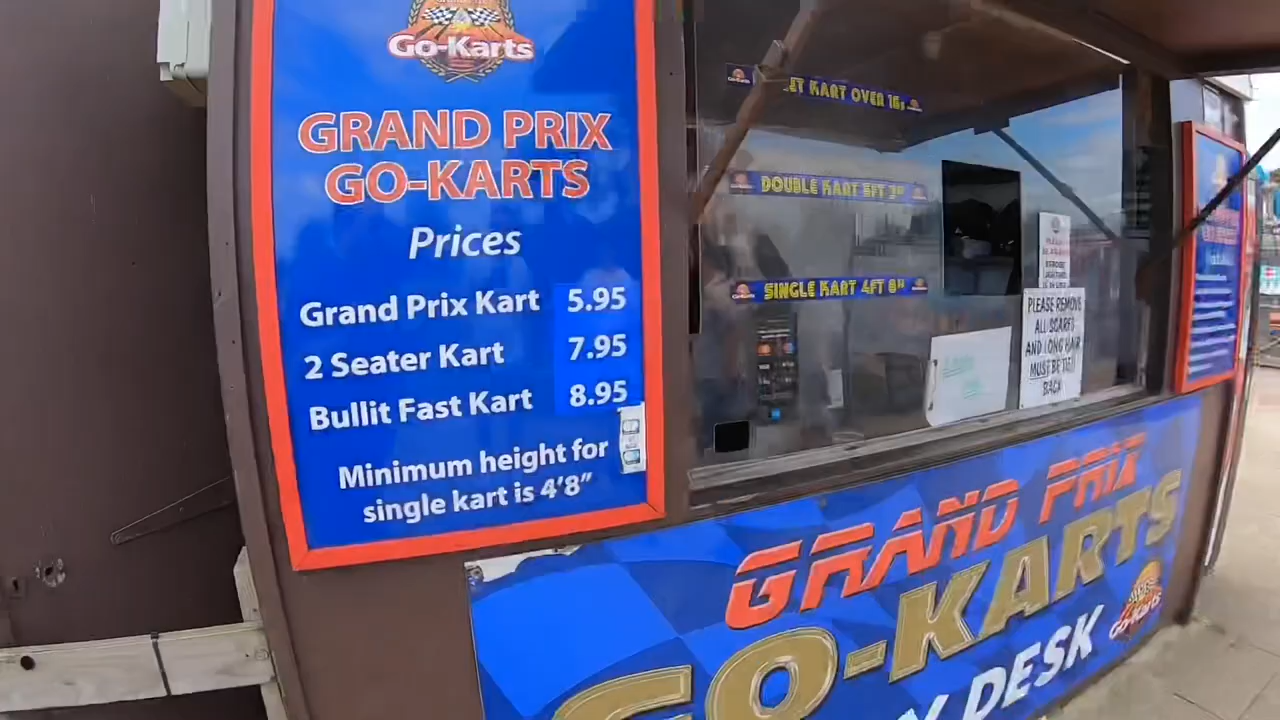 Go-Karts
GRAND PRIX
GO-KARTS
Prices
Grand Prix Kart 5.95
2 Seater Kart 7.95
Bullit Fast Kart 8.95
Minimum height for
single kart is 4'8"
KART OVER 16
DOUBLE KART
SINGLE KART 4FT 8"
PLEASE REMOVE
ALL SCARFS
AND LONG HAIR
MUST BE TIED
BACK
GRAND PRIX
GO-KARTS
DESK
Go-Karts